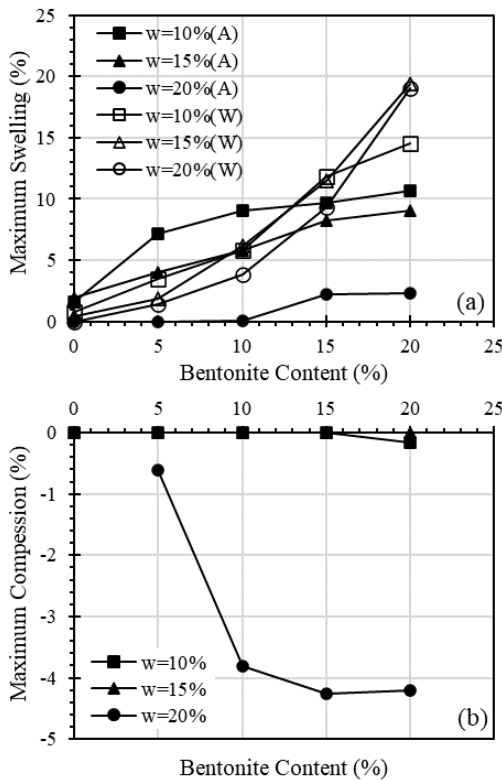 25
20
15
10
5
0
Maximum Swelling (%)
w=10%(A)
w=15%(A)
w=20%(A)
w=10%(W)
w=15%(W)
w=20%(W)
(a)
0 5 10 15 20 25
Bentonite Content (%)
0 5 10 15 20 25
0
-1
-2
-3
-4
-5
Maximum Compession (%)
w=10%
w=15%
w=20%
(b)
Bentonite Content (%)